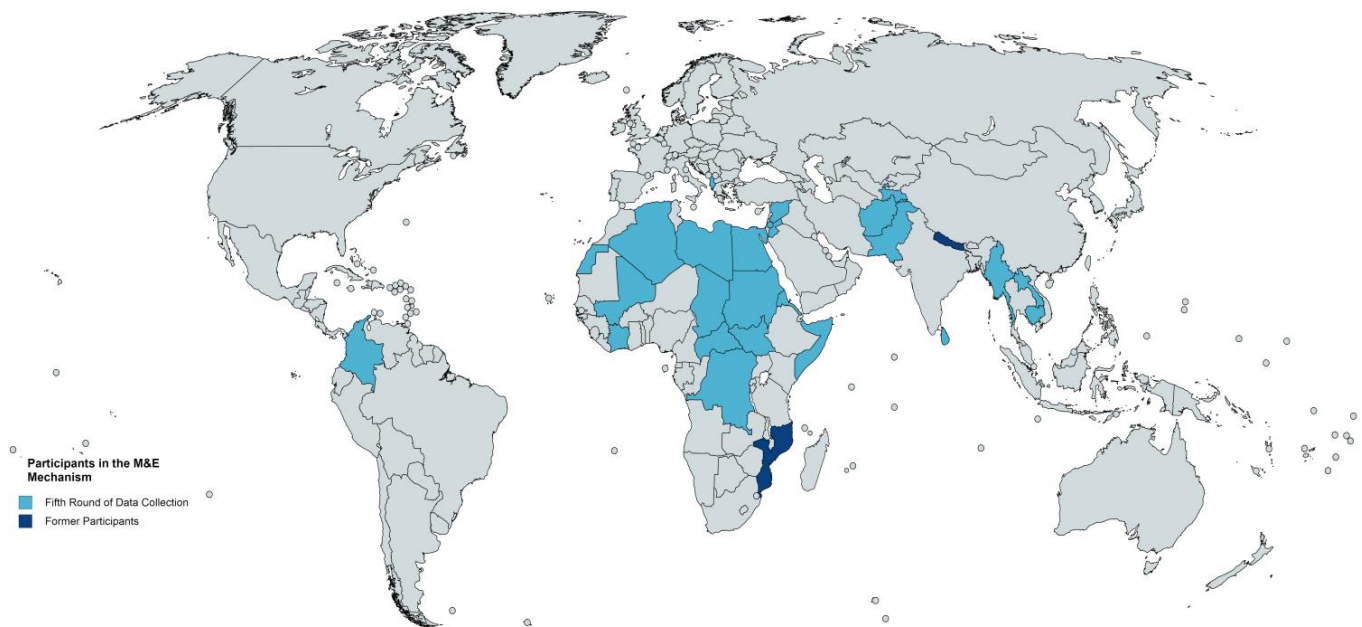 Participants in the M&E
Mechanism
Fifth Round of Data Collection
Former Participants